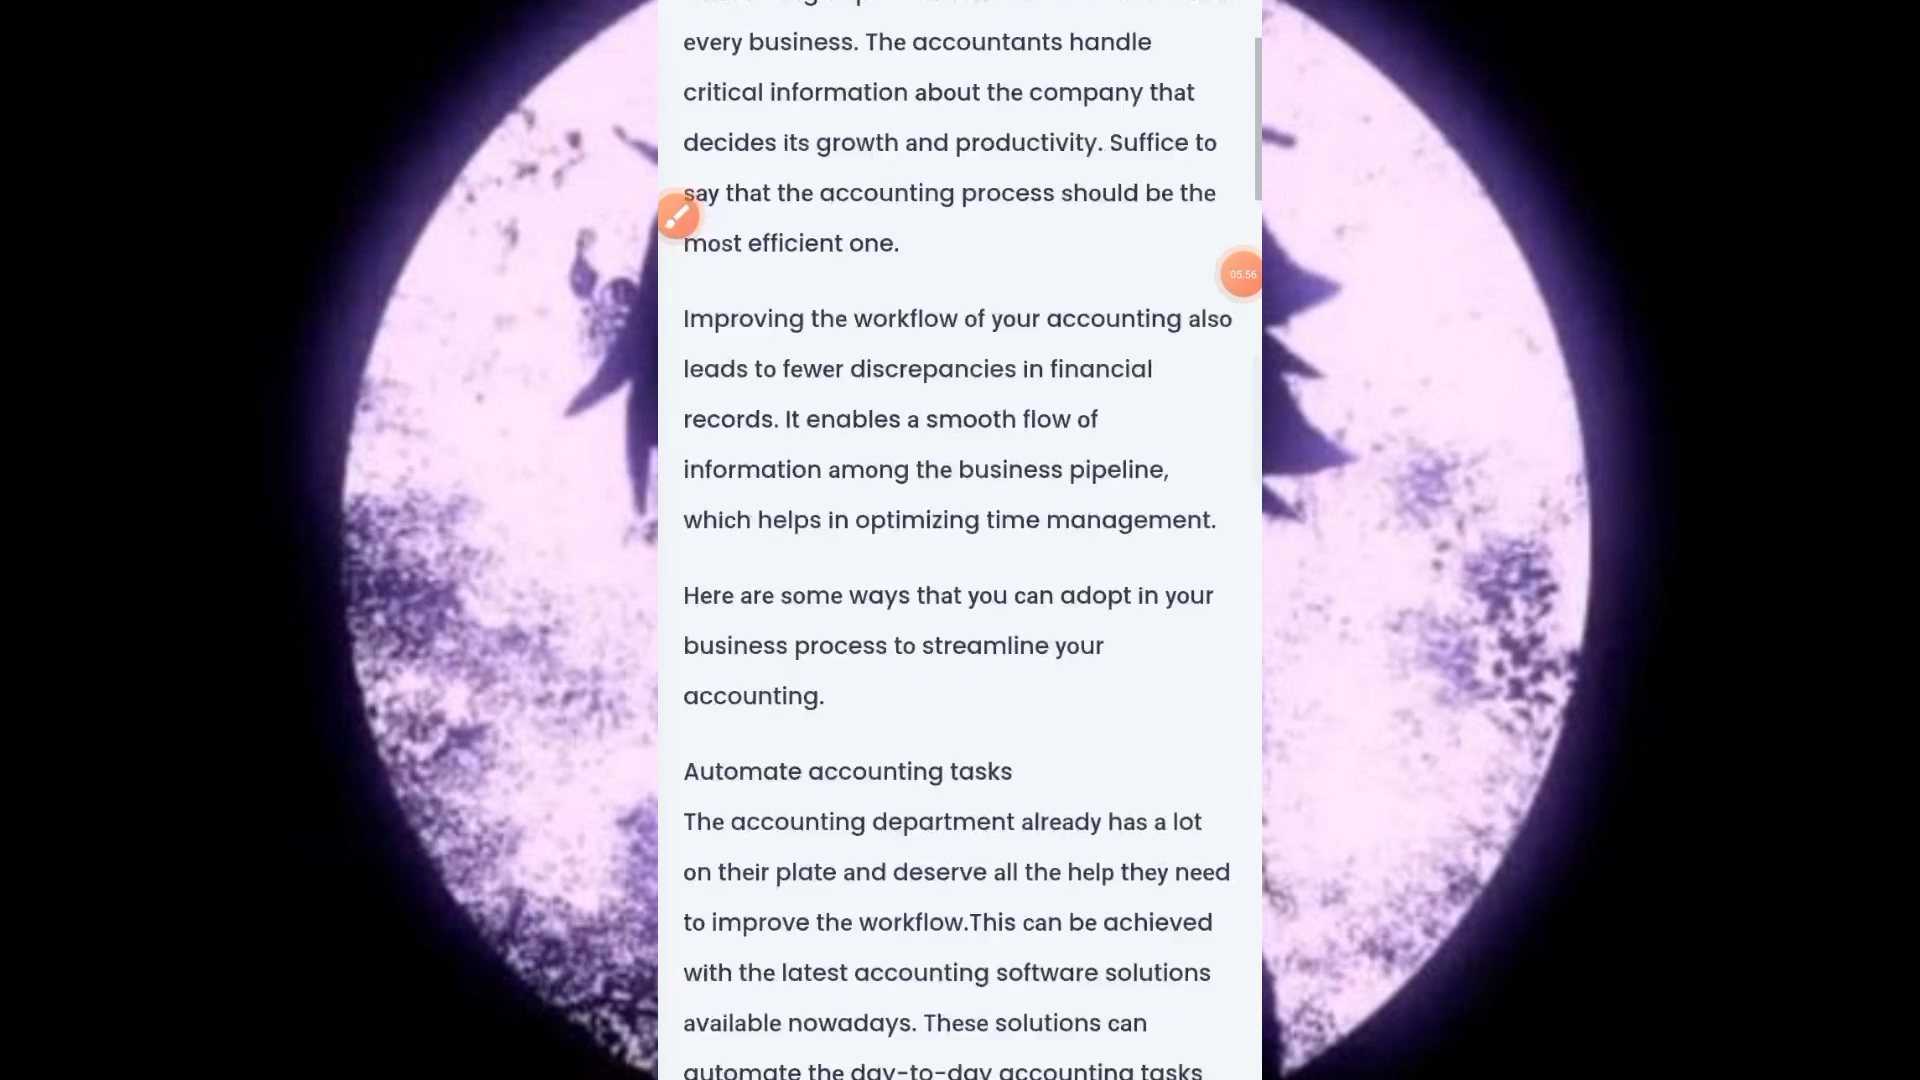 every business. The accountants handle
critical information about the company that
decides its growth and productivity. Suffice to
say that the accounting process should be the
most efficient one.
05:56
Improving the workflow of your accounting also
leads to fewer discrepancies in financial
records. It enables a smooth flow of
information among the business pipeline,
which helps in optimizing time management.
Here are some ways that you can adopt in your
business process to streamline your
accounting.
Automate accounting tasks
The accounting department already has a lot
on their plate and deserve all the help they need
to improve the workflow.This can be achieved
with the latest accounting software solutions
available nowadays. These solutions can
automate the day-to-day accounting tasks